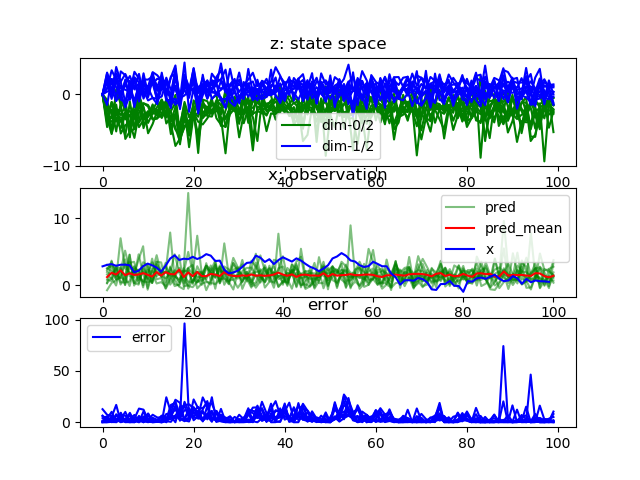 z: state space
0
−10
dim-0/2
dim-1/2
0 20 40 60 80 100
x: observation
10
0
pred
pred_mean
x
0 20 40 60 80 100
error
100
50
0
error
0 20 40 60 80 100